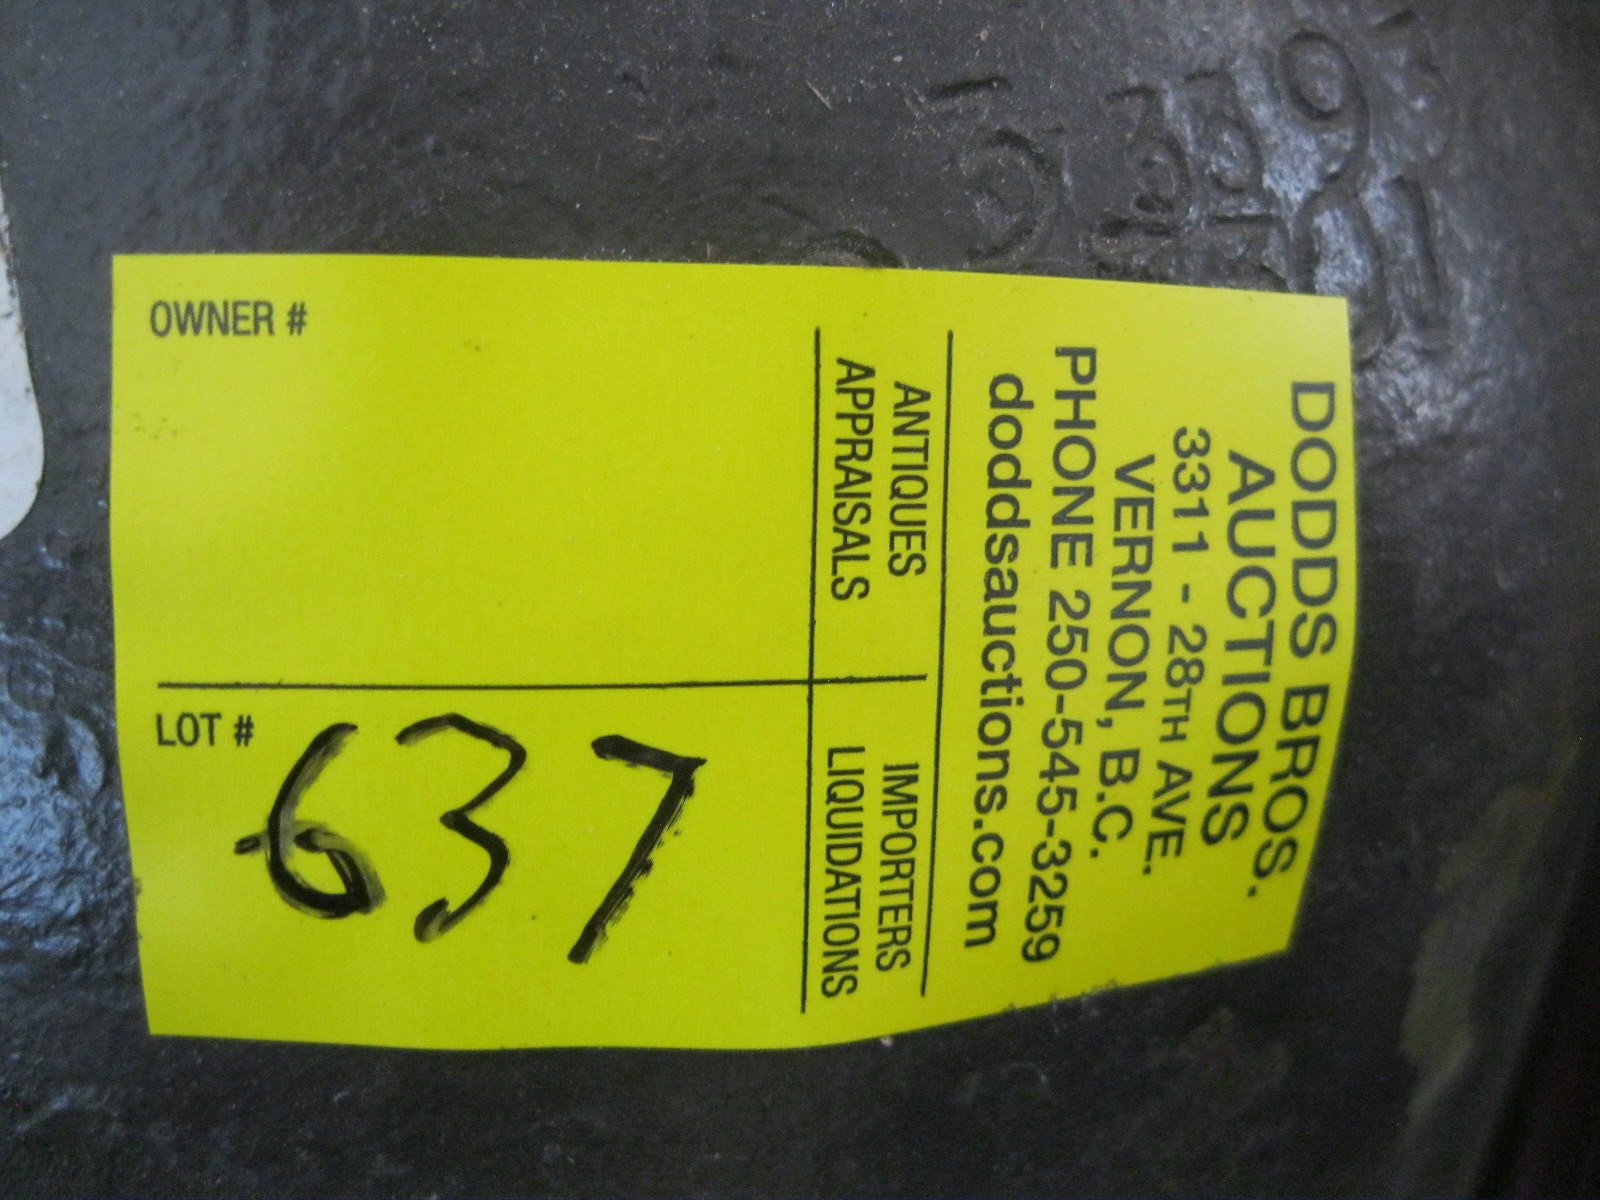 DODDS BROS.
AUCTIONS
3311 - 28TH AVE.
VERNON, B.C.
PHONE 250-545-3259
doddsauctions.com
ANTIQUES
APPRAISALS
IMPORTERS
LIQUIDATIONS
OWNER #
LOT #
637